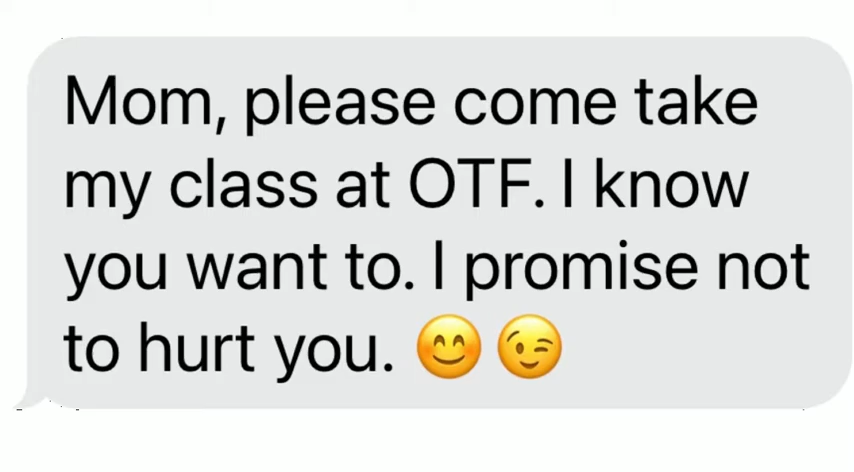 Mom, please come take
my class at OTF. I know
you want to. I promise not
to hurt you. 😊 😉